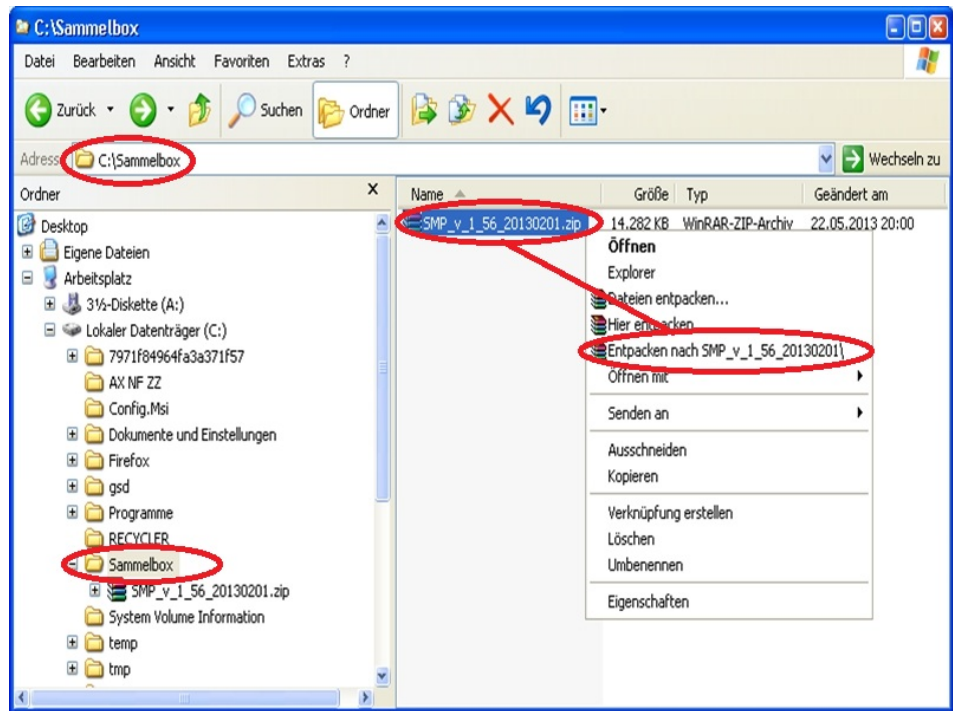 C:\Sammelbox
Datei Bearbeiten Ansicht Favoriten Extras ?
Zurück Suchen Ordner
Adresse C:\Sammelbox Wechseln zu
Ordner x
Name Größe Typ Geändert am
SMP_v_1_56_20130201.zip 14.282 KB WinRAR-ZIP-Archiv 22.05.2013 20:00
Desktop
Eigene Dateien
Arbeitsplatz
3½-Diskette (A:)
Lokaler Datenträger (C:)
7971f84964fa3a371f57
AX NF ZZ
Config.Msi
Dokumente und Einstellungen
Firefox
gsd
Programme
RECYCLER
Sammelbox
SMP_v_1_56_20130201.zip
System Volume Information
temp
tmp
Öffnen
Explorer
Dateien entpacken...
Hier entpacken
Entpacken nach SMP_v_1_56_20130201\
Öffnen mit
Senden an
Ausschneiden
Kopieren
Verknüpfung erstellen
Löschen
Umbenennen
Eigenschaften